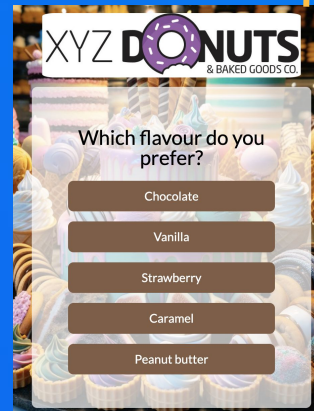 XYZ DONUTS
& BAKED GOODS CO.
Which flavour do you
prefer?
Chocolate
Vanilla
Strawberry
Caramel
Peanut butter